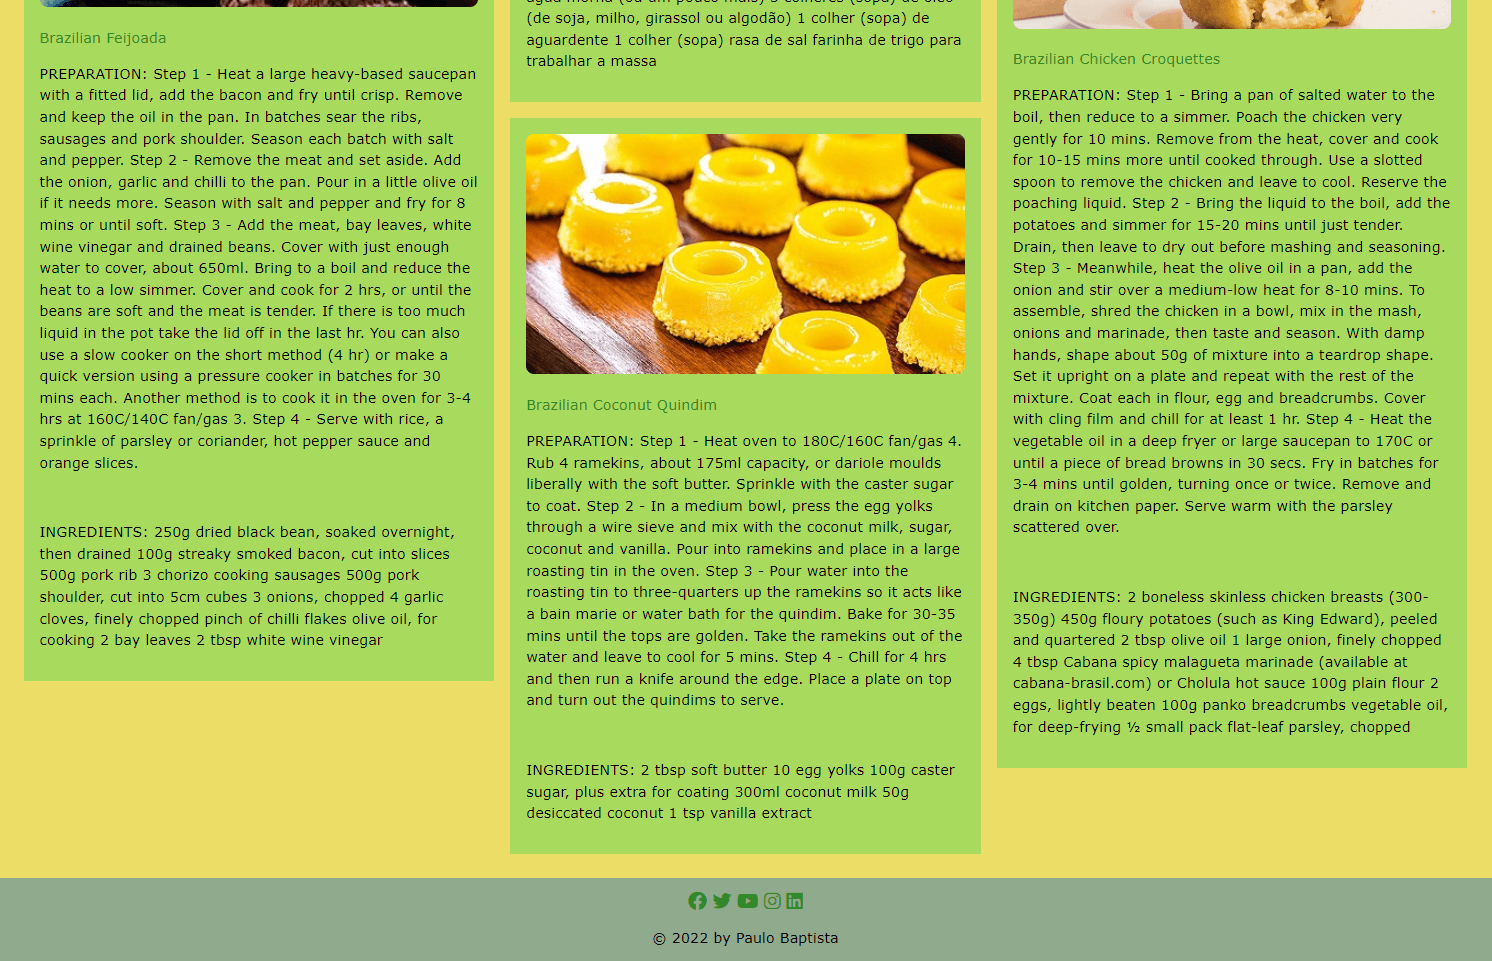 Brazilian Feijoada
PREPARATION: Step 1 - Heat a large heavy-based saucepan
with a fitted lid, add the bacon and fry until crisp. Remove
and keep the oil in the pan. In batches sear the ribs,
sausages and pork shoulder. Season each batch with salt
and pepper. Step 2 - Remove the meat and set aside. Add
the onion, garlic and chilli to the pan. Pour in a little olive oil
if it needs more. Season with salt and pepper and fry for 8
mins or until soft. Step 3 - Add the meat, bay leaves, white
wine vinegar and drained beans. Cover with just enough
water to cover, about 650ml. Bring to a boil and reduce the
heat to a low simmer. Cover and cook for 2 hrs, or until the
beans are soft and the meat is tender. If there is too much
liquid in the pot take the lid off in the last hr. You can also
use a slow cooker on the short method (4 hr) or make a
quick version using a pressure cooker in batches for 30
mins each. Another method is to cook it in the oven for 3-4
hrs at 160C/140C fan/gas 3. Step 4 - Serve with rice, a
sprinkle of parsley or coriander, hot pepper sauce and
orange slices.
INGREDIENTS: 250g dried black bean, soaked overnight,
then drained 100g streaky smoked bacon, cut into slices
500g pork rib 3 chorizo cooking sausages 500g pork
shoulder, cut into 5cm cubes 3 onions, chopped 4 garlic
cloves, finely chopped pinch of chilli flakes olive oil, for
cooking 2 bay leaves 2 tbsp white wine vinegar
água morna (ou um pouco mais) 3 colheres (sopa) de óleo
(de soja, milho, girassol ou algodão) 1 colher (sopa) de
aguardente 1 colher (sopa) rasa de sal farinha de trigo para
trabalhar a massa
Brazilian Coconut Quindim
PREPARATION: Step 1 - Heat oven to 180C/160C fan/gas 4.
Rub 4 ramekins, about 175ml capacity, or dariole moulds
liberally with the soft butter. Sprinkle with the caster sugar
to coat. Step 2 - In a medium bowl, press the egg yolks
through a wire sieve and mix with the coconut milk, sugar,
coconut and vanilla. Pour into ramekins and place in a large
roasting tin in the oven. Step 3 - Pour water into the
roasting tin to three-quarters up the ramekins so it acts like
a bain marie or water bath for the quindim. Bake for 30-35
mins until the tops are golden. Take the ramekins out of the
water and leave to cool for 5 mins. Step 4 - Chill for 4 hrs
and then run a knife around the edge. Place a plate on top
and turn out the quindims to serve.
INGREDIENTS: 2 tbsp soft butter 10 egg yolks 100g caster
sugar, plus extra for coating 300ml coconut milk 50g
desiccated coconut 1 tsp vanilla extract
Brazilian Chicken Croquettes
PREPARATION: Step 1 - Bring a pan of salted water to the
boil, then reduce to a simmer. Poach the chicken very
gently for 10 mins. Remove from the heat, cover and cook
for 10-15 mins more until cooked through. Use a slotted
spoon to remove the chicken and leave to cool. Reserve the
poaching liquid. Step 2 - Bring the liquid to the boil, add the
potatoes and simmer for 15-20 mins until just tender.
Drain, then leave to dry out before mashing and seasoning.
Step 3 - Meanwhile, heat the olive oil in a pan, add the
onion and stir over a medium-low heat for 8-10 mins. To
assemble, shred the chicken in a bowl, mix in the mash,
onions and marinade, then taste and season. With damp
hands, shape about 50g of mixture into a teardrop shape.
Set it upright on a plate and repeat with the rest of the
mixture. Coat each in flour, egg and breadcrumbs. Cover
with cling film and chill for at least 1 hr. Step 4 - Heat the
vegetable oil in a deep fryer or large saucepan to 170C or
until a piece of bread browns in 30 secs. Fry in batches for
3-4 mins until golden, turning once or twice. Remove and
drain on kitchen paper. Serve warm with the parsley
scattered over.
INGREDIENTS: 2 boneless skinless chicken breasts (300-
350g) 450g floury potatoes (such as King Edward), peeled
and quartered 2 tbsp olive oil 1 large onion, finely chopped
4 tbsp Cabana spicy malagueta marinade (available at
cabana-brasil.com) or Cholula hot sauce 100g plain flour 2
eggs, lightly beaten 100g panko breadcrumbs vegetable oil,
for deep-frying ½ small pack flat-leaf parsley, chopped
© 2022 by Paulo Baptista